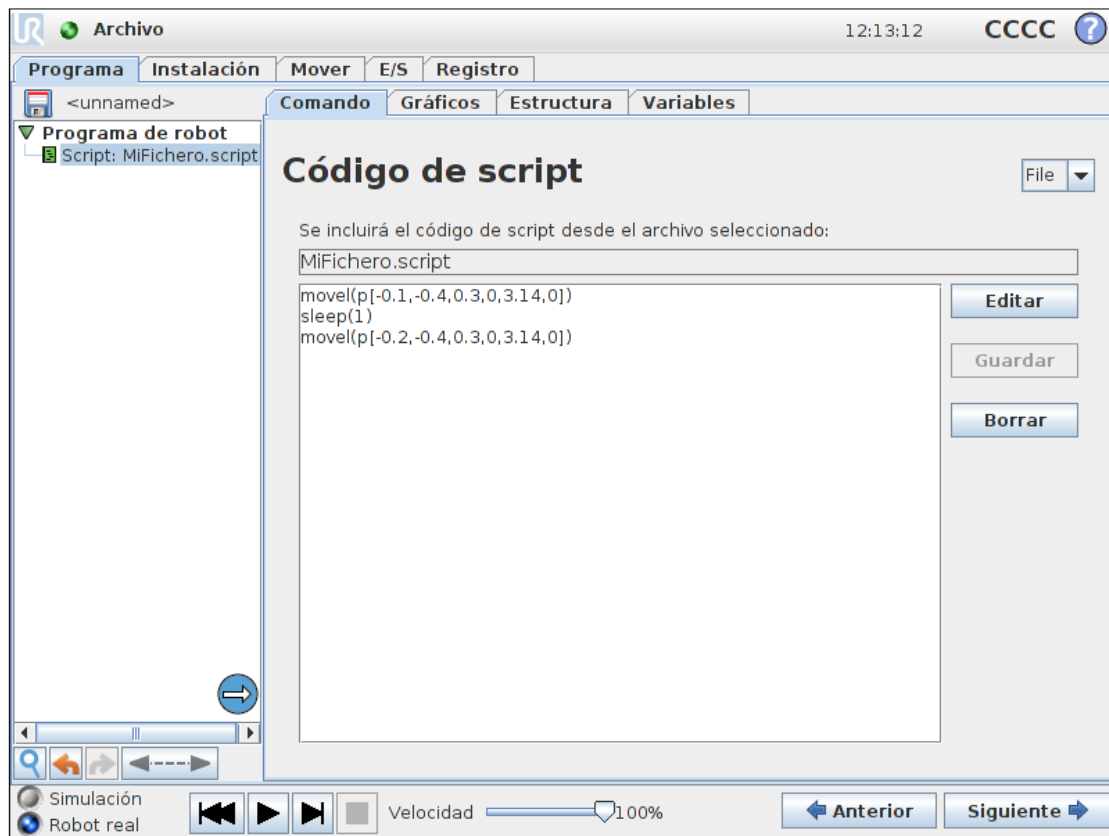 UR Archivo 12:13:12 CCCC ?
Programa Instalación Mover E/S Registro
<unnamed> Comando Gráficos Estructura Variables
Programa de robot
Script: MiFichero.script
Código de script
File
Se incluirá el código de script desde el archivo seleccionado:
MiFichero.script
movel(p[-0.1,-0.4,0.3,0,3.14,0])
sleep(1)
movel(p[-0.2,-0.4,0.3,0,3.14,0])
Editar
Guardar
Borrar
Simulación
Robot real
Velocidad 100%
Anterior
Siguiente